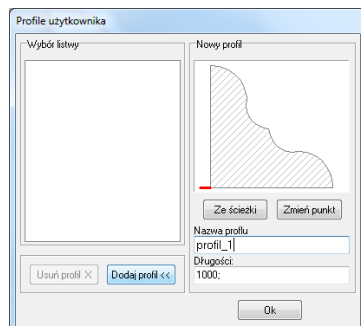 Profile użytkownika
Wybór listwy
Nowy profil
Ze ścieżki
Zmień punkt
Nazwa proflu
profil_1
Długości:
1000;
Usuń profil X
Dodaj profil <<
Ok